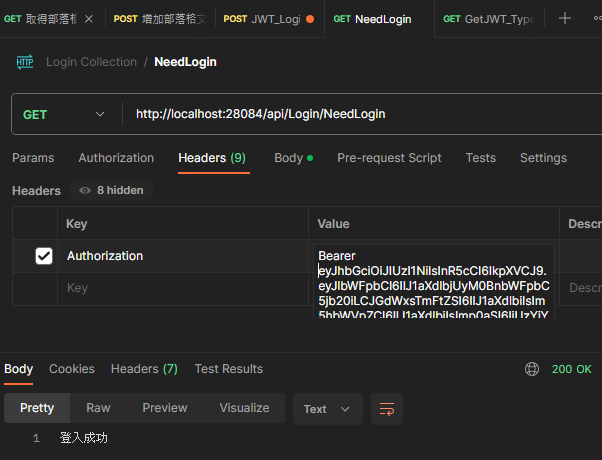 GET 取得部落格 POST 增加部落格文 POST JWT_Logi GET NeedLogin GET GetJWT_Type
HTTP Login Collection / NeedLogin
GET http://localhost:28084/api/Login/NeedLogin
Params Authorization Headers (9) Body Pre-request Script Tests Settings
Headers 8 hidden
Key Value Descr
Authorization Bearer
eyJhbGciOiJIUzI1NiIsInR5cCI6IkpXVCJ9.
Key Descr
Body Cookies Headers (7) Test Results 200 OK
Pretty Raw Preview Visualize Text
1 登入成功